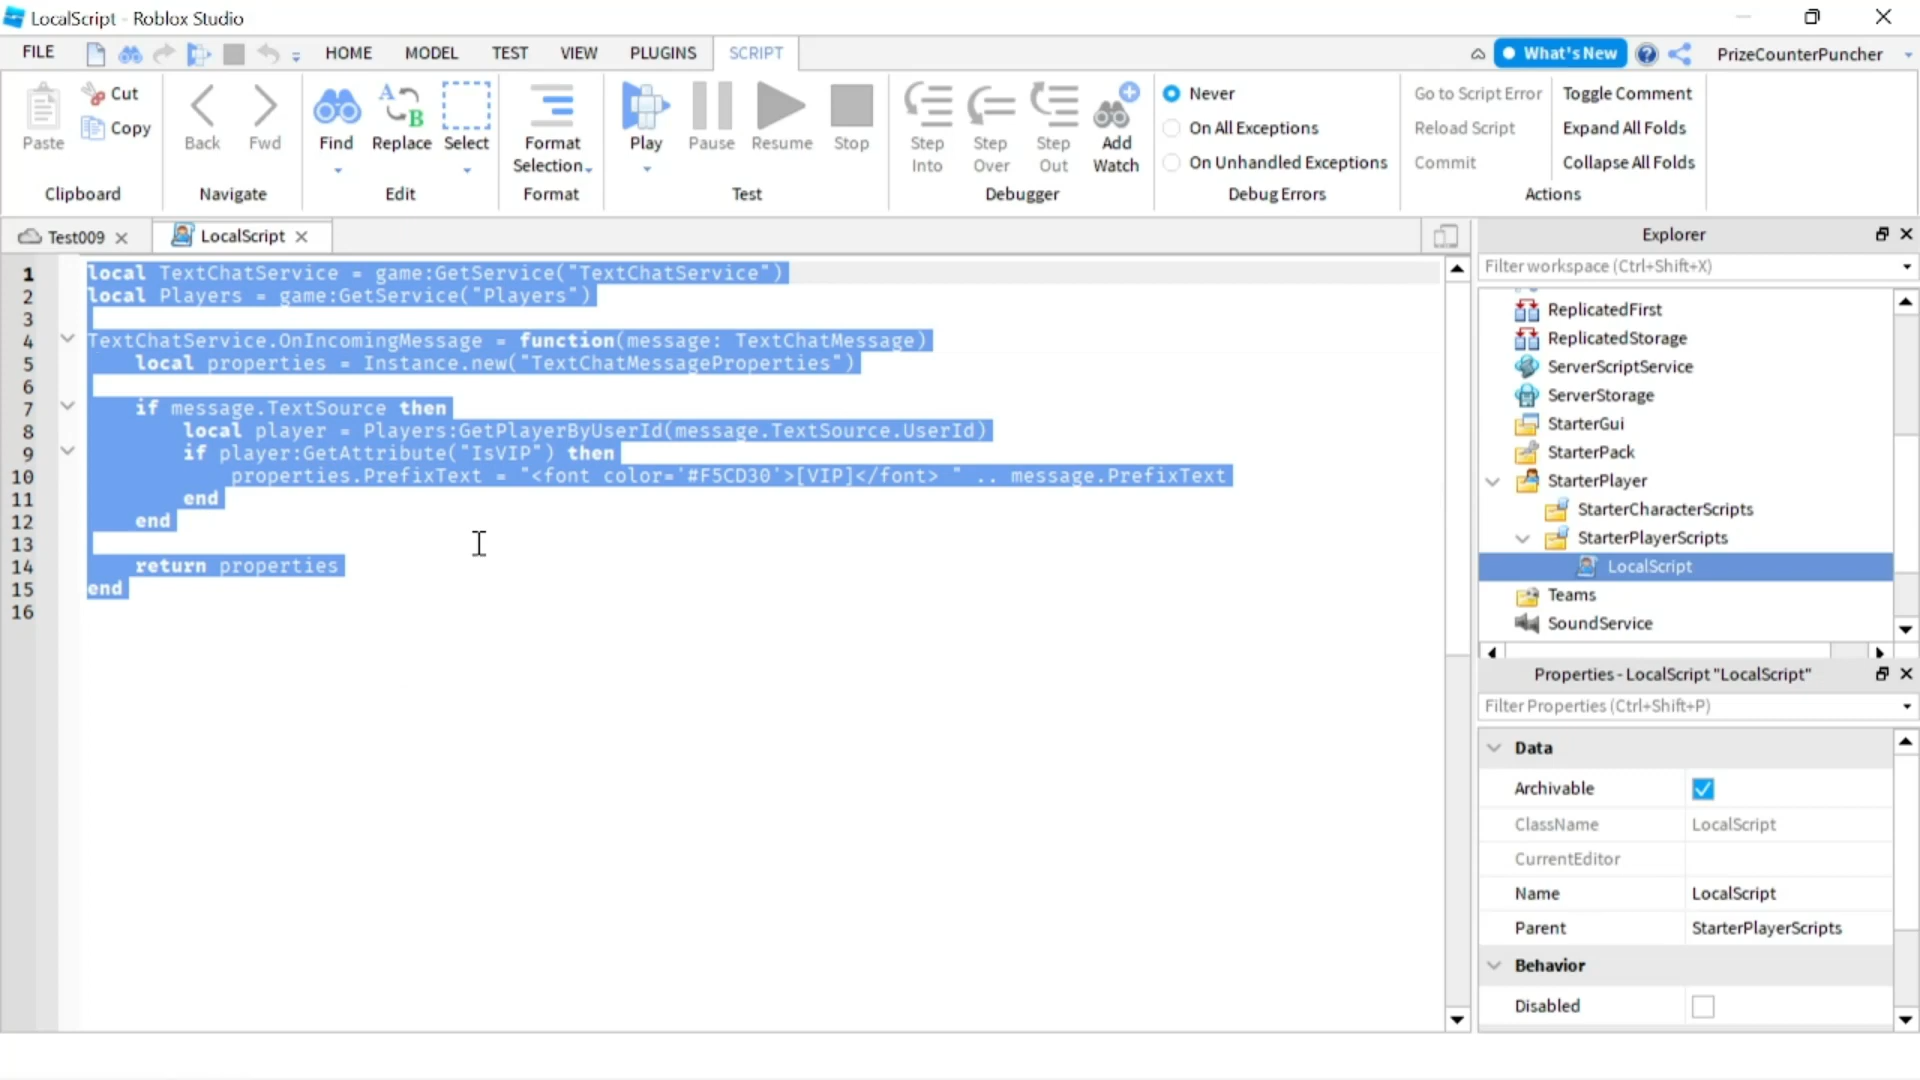 LocalScript - Roblox Studio
FILE HOME MODEL TEST VIEW PLUGINS SCRIPT What's New PrizeCounterPuncher
Paste Cut Copy
Clipboard
Back Fwd
Navigate
Find Replace Select
Edit
Format Selection
Format
Play Pause Resume Stop
Test
Step Into Step Over Step Out Add Watch
Debugger
Never
On All Exceptions
On Unhandled Exceptions
Debug Errors
Go to Script Error
Reload Script
Commit
Toggle Comment
Expand All Folds
Collapse All Folds
Actions
Test009 LocalScript
1 local TextChatService = game:GetService("TextChatService")
2 local Players = game:GetService("Players")
3
4 TextChatService.OnIncomingMessage = function(message: TextChatMessage)
5 local properties = Instance.new("TextChatMessageProperties")
6
7 if message.TextSource then
8 local player = Players:GetPlayerByUserId(message.TextSource.UserId)
9 if player:GetAttribute("IsVIP") then
10 properties.PrefixText = "<font color='#F5CD30'>[VIP]</font> " .. message.PrefixText
11 end
12 end
13
14 return properties
15 end
16
Explorer
Filter workspace (Ctrl+Shift+X)
ReplicatedFirst
ReplicatedStorage
ServerScriptService
ServerStorage
StarterGui
StarterPack
StarterPlayer
StarterCharacterScripts
StarterPlayerScripts
LocalScript
Teams
SoundService
Properties - LocalScript "LocalScript"
Filter Properties (Ctrl+Shift+P)
Data
Archivable
ClassName LocalScript
CurrentEditor
Name LocalScript
Parent StarterPlayerScripts
Behavior
Disabled